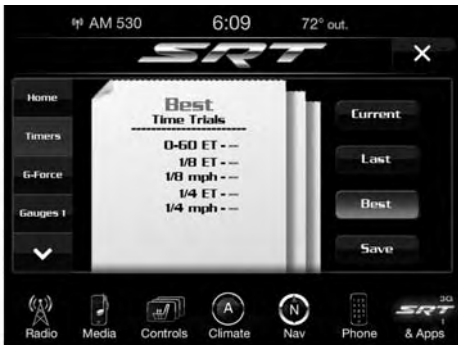 AM 530 6:09 72° out.
SRT
X
Home
Timers
G-Force
Gauges 1
Best
Time Trials
0-60 ET - --
1/8 ET - --
1/8 mph - --
1/4 ET - --
1/4 mph - --
Current
Last
Best
Save
A N 3G SRT
Radio Media Controls Climate Nav Phone & Apps